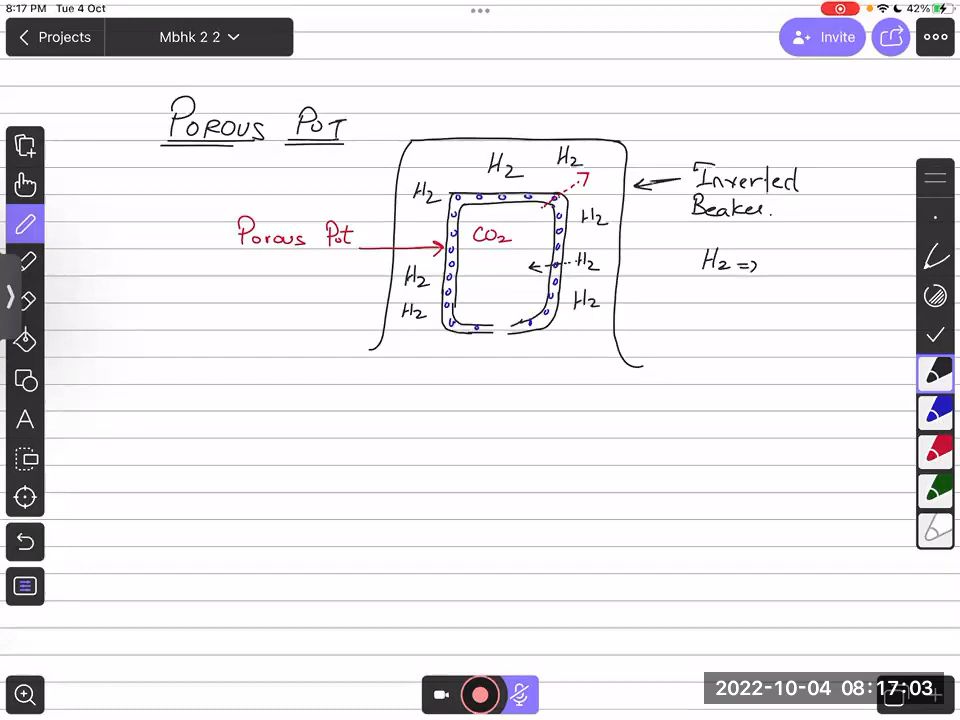 8:17 PM Tue 4 Oct
42%
Projects
Mbhk 2 2
Invite
POROUS POT
H2
H2
H2
Inverted
Beaker.
H2
Porous Pot
CO2
H2
H2 =>
H2
H2
H2
A
2022-10-04 08:17:03